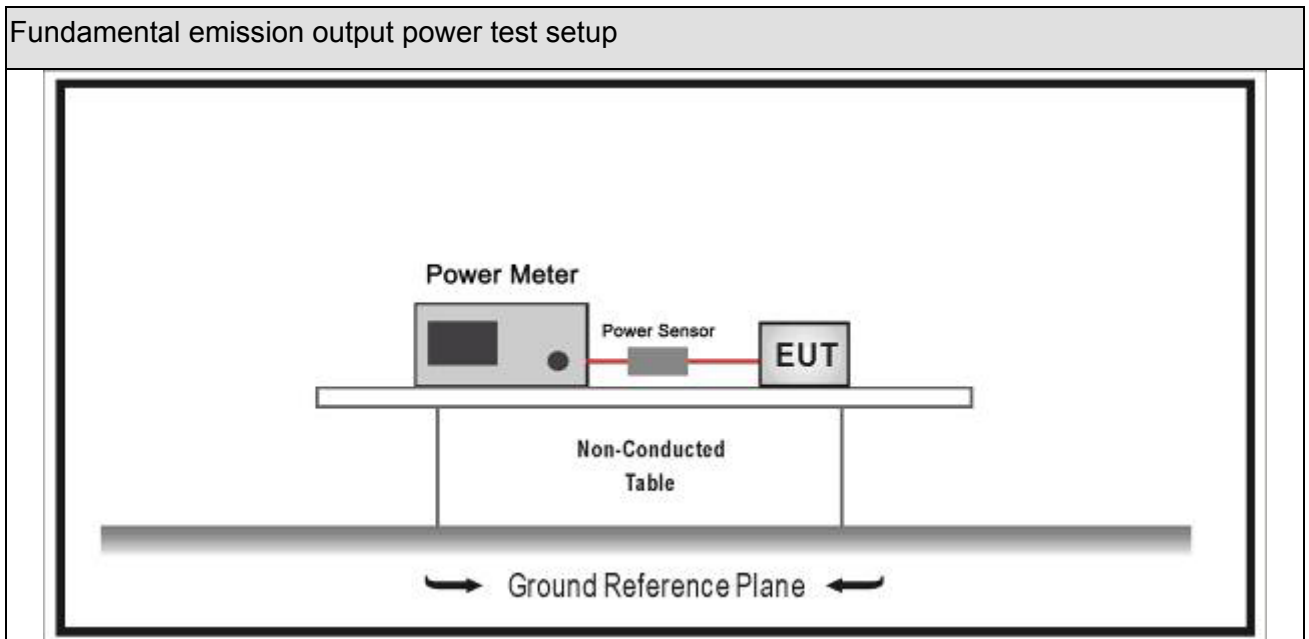 Fundamental emission output power test setup
Power Meter
Power Sensor
EUT
Non-Conducted
Table
Ground Reference Plane